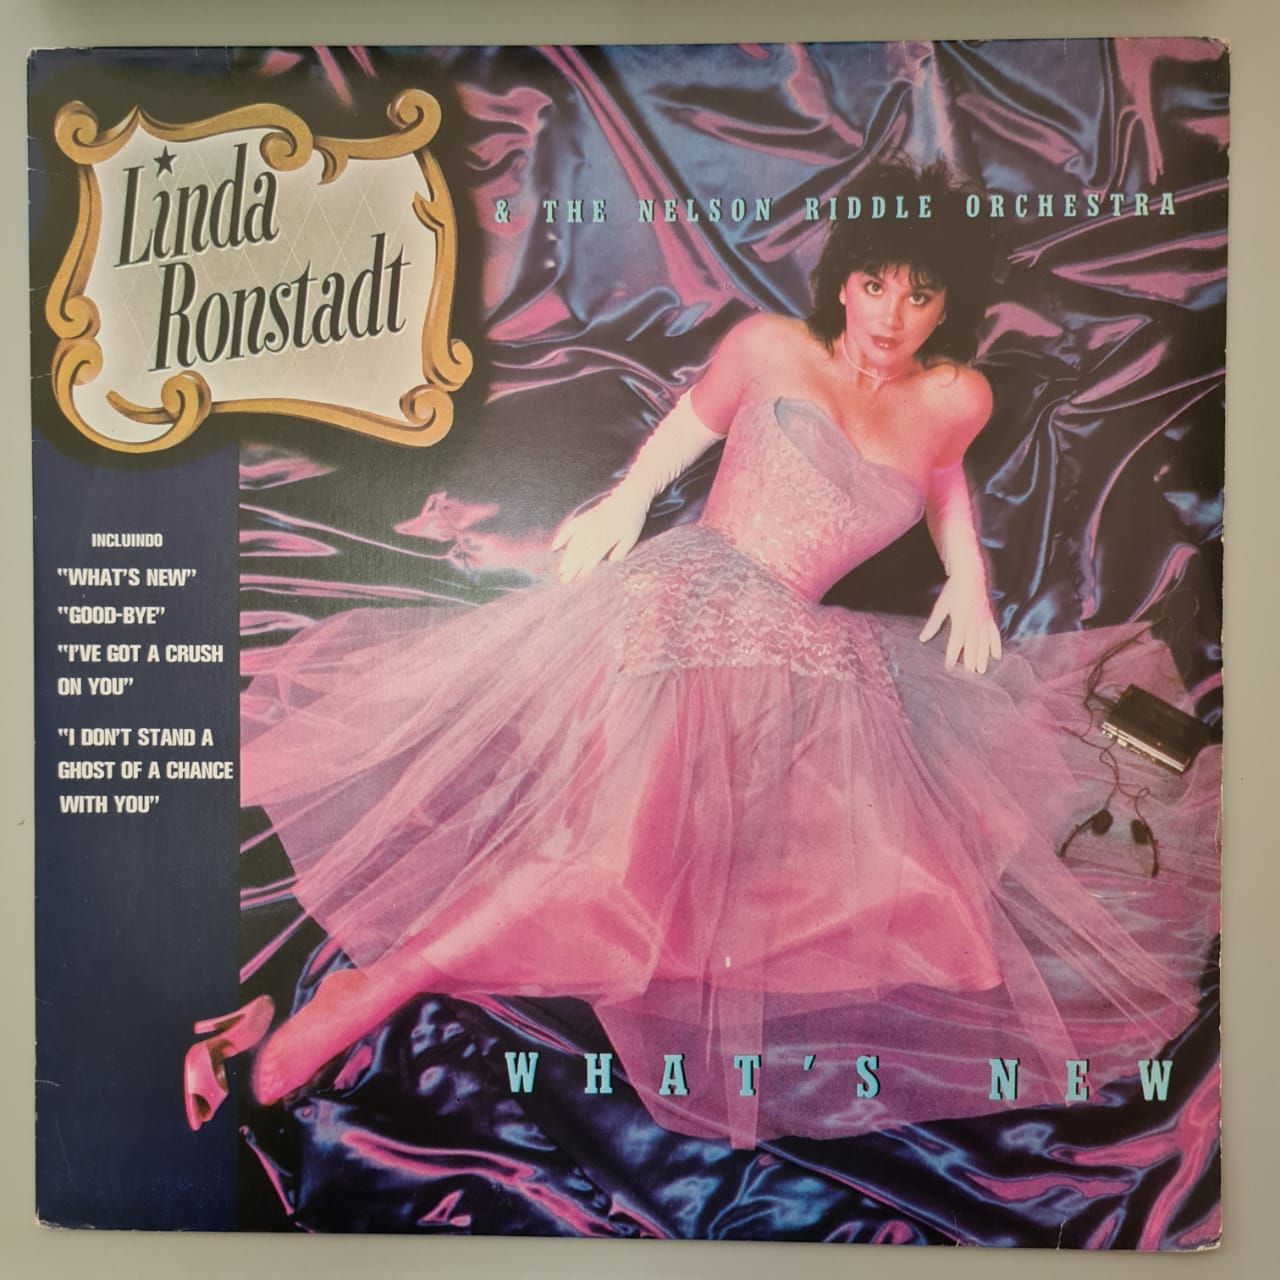 Linda
Ronstadt
& THE NELSON RIDDLE ORCHESTRA
INCLUINDO
"WHAT'S NEW"
"GOOD-BYE"
"I'VE GOT A CRUSH
ON YOU"
"I DON'T STAND A
GHOST OF A CHANCE
WITH YOU"
WHAT'S NEW